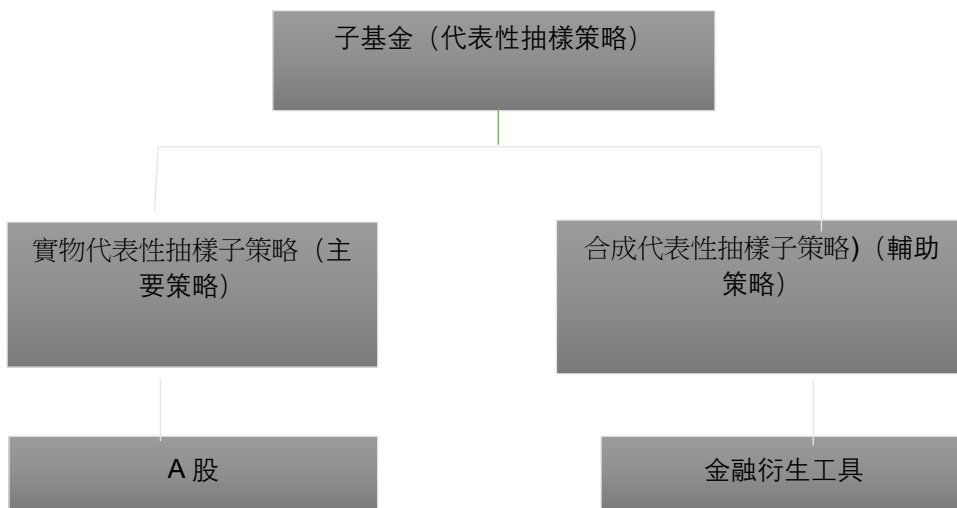 子基金（代表性抽樣策略）
實物代表性抽樣子策略（主
要策略）
合成代表性抽樣子策略)（輔助
策略）
A 股
金融衍生工具